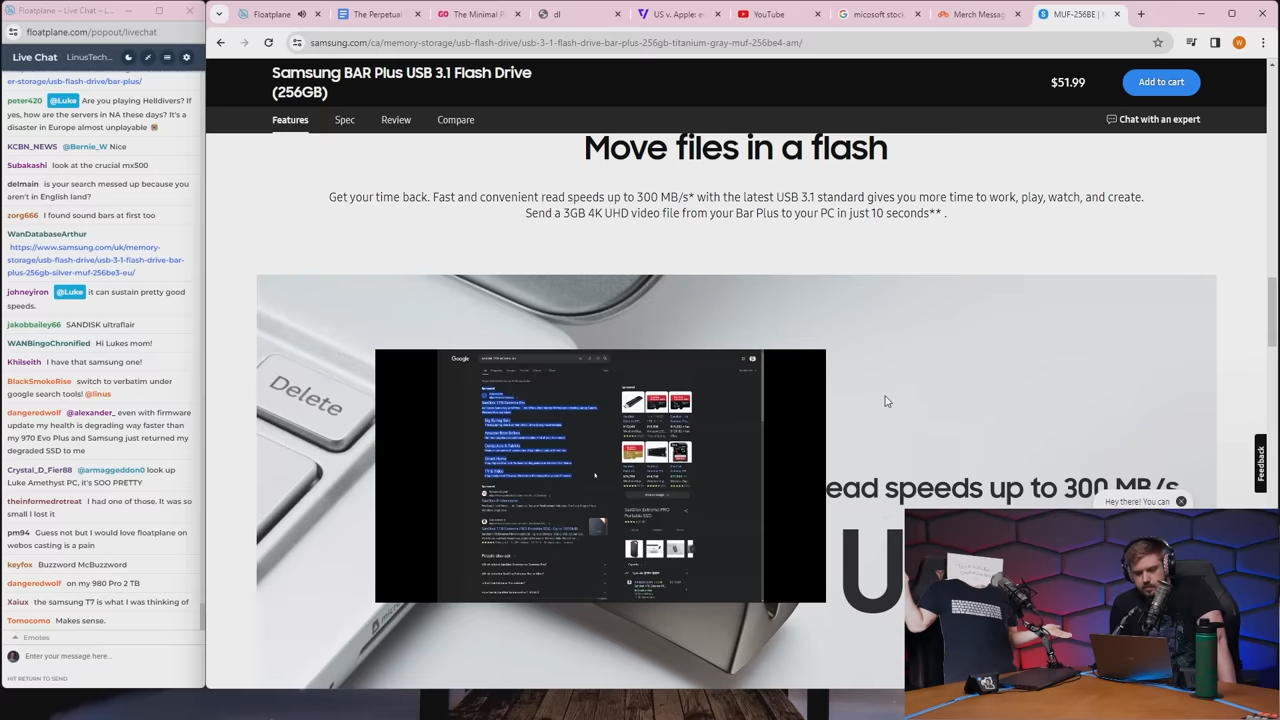 Live Chat - Floatplane - L...
floatplane.com/popout/livechat
Live Chat
LinusTech...
er-storage/usb-flash-drive/bar-plus/
peter420 @Luke Are you playing Helldivers? If
yes, how are the servers in NA these days? It's a
disaster in Europe almost unplayable
KCBN_NEWS @Bernie_W Nice
Subakashi look at the crucial mx500
delmain is your search messed up because you
aren't in English land?
zorg666 I found sound bars at first too
WanDatabaseArthur
https://www.samsung.com/uk/memory-
storage/usb-flash-drive/usb-3-1-flash-drive-bar-
plus-256gb-silver-muf-256be3-eu/
johneyiron @Luke it can sustain pretty good
speeds.
jakobbailey66 SANDISK ultraflair
WANBingoChronified Hi Lukes mom!
Khilseith I have that samsung one!
BlackSmokeRise switch to verbatim under
google search tools! @linus
dangeredwolf @alexander_ even with firmware
update my health is degrading way faster than
my 970 Evo Plus and Samsung just returned my
degraded SSD to me
Crystal_D_Fier88 @armaggeddon0 look up
Luke Amethyst PC, it's SOO PRETTY
theinformedretreat I had one of those. It was so
small I lost it
pm94 Guess not but I would love floatplane on
webos casting is a pain
keyfox Buzzword McBuzzword
dangeredwolf on my 980 Pro 2 TB
Xaiux the samsung T7 is what I was thinking of
Tomocomo Makes sense.
Emotes
Enter your message here...
HIT RETURN TO SEND
Floatplane
The Perpetual
The Minimal P
dl
US v. Apple
YouTube
micosoft stock
Merch Messag
MUF-256BE |
samsung.com/ca/memory-storage/usb-flash-drive/usb-3-1-flash-drive-bar-plus-256gb-titanium-gray-muf-256be4-am/
Samsung BAR Plus USB 3.1 Flash Drive
(256GB)
$51.99
Add to cart
Features
Spec
Review
Compare
Chat with an expert
Move files in a flash
Get your time back. Fast and convenient read speeds up to 300 MB/s* with the latest USB 3.1 standard gives you more time to work, play, watch, and create.
Send a 3GB 4K UHD video file from your Bar Plus to your PC in just 10 seconds** .
Delete
Google
People also ask
ead speeds up to
Hey there! You can
Feedback